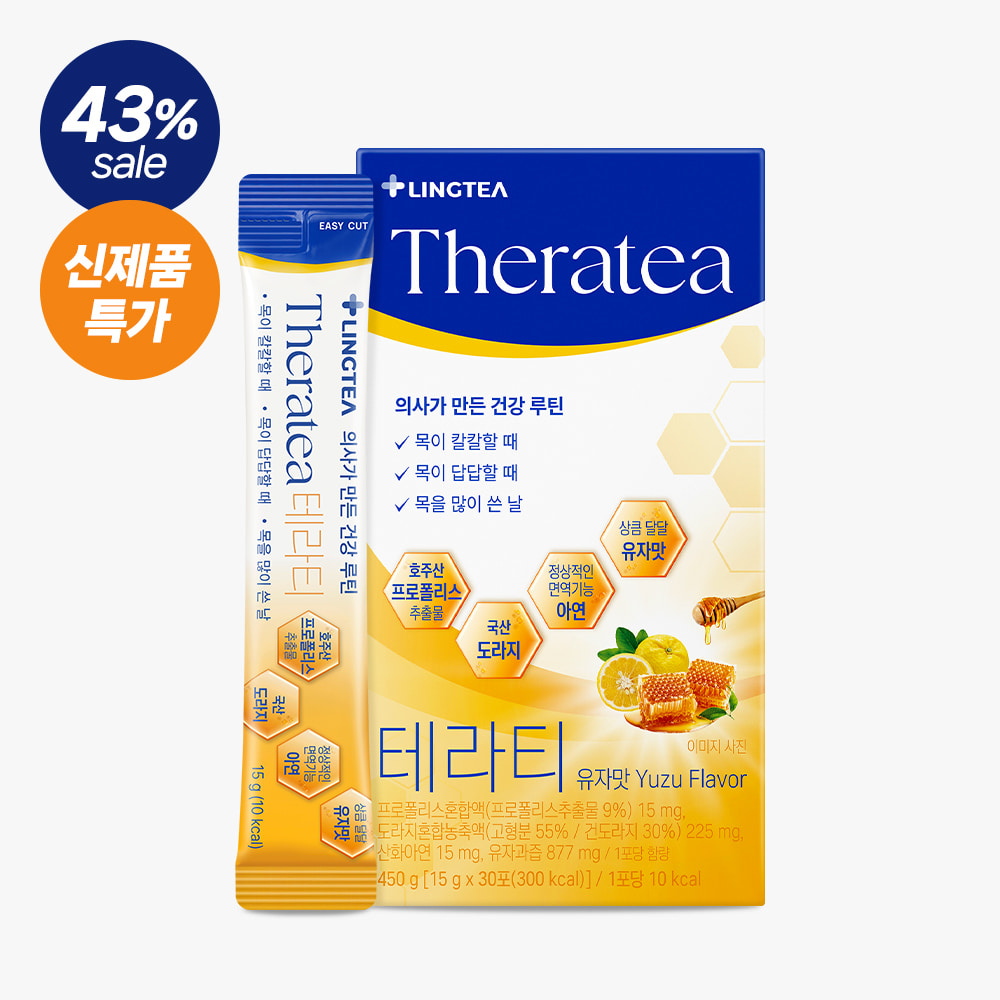 43%
sale
신제품
특가
EASY CUT
LINGTEA 의사가 만든 건강 루틴
Theratea 테라티
• 목이 칼칼할 때 • 목이 답답할 때 • 목을 많이 쓴 날
호주산
프로폴리스
추출물
국산
도라지
정상적인
면역기능
아연
상큼 달달
유자맛
15 g (10 kcal)
LINGTEA
Theratea
의사가 만든 건강 루틴
✓ 목이 칼칼할 때
✓ 목이 답답할 때
✓ 목을 많이 쓴 날
호주산
프로폴리스
추출물
국산
도라지
정상적인
면역기능
아연
상큼 달달
유자맛
이미지 사진
테라티 유자맛 Yuzu Flavor
프로폴리스혼합액(프로폴리스추출물 9%) 15 mg,
도라지혼합농축액(고형분 55% / 건도라지 30%) 225 mg,
산화아연 15 mg, 유자과즙 877 mg / 1포당 함량
450 g [15 g x 30포(300 kcal)] / 1포당 10 kcal